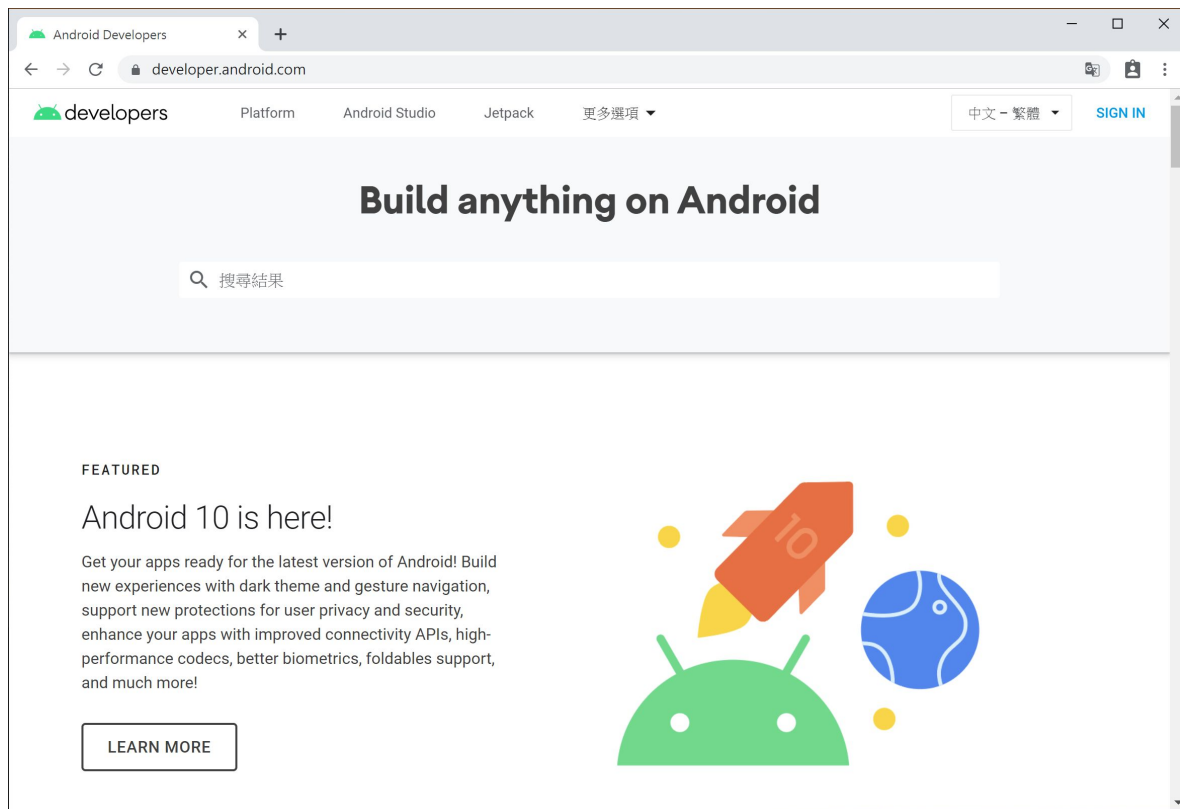 Android Developers
developer.android.com
developers Platform Android Studio Jetpack 更多選項 中文 – 繁體 SIGN IN
Build anything on Android
搜尋結果
FEATURED
Android 10 is here!
Get your apps ready for the latest version of Android! Build
new experiences with dark theme and gesture navigation,
support new protections for user privacy and security,
enhance your apps with improved connectivity APIs, high-
performance codecs, better biometrics, foldables support,
and much more!
LEARN MORE
10